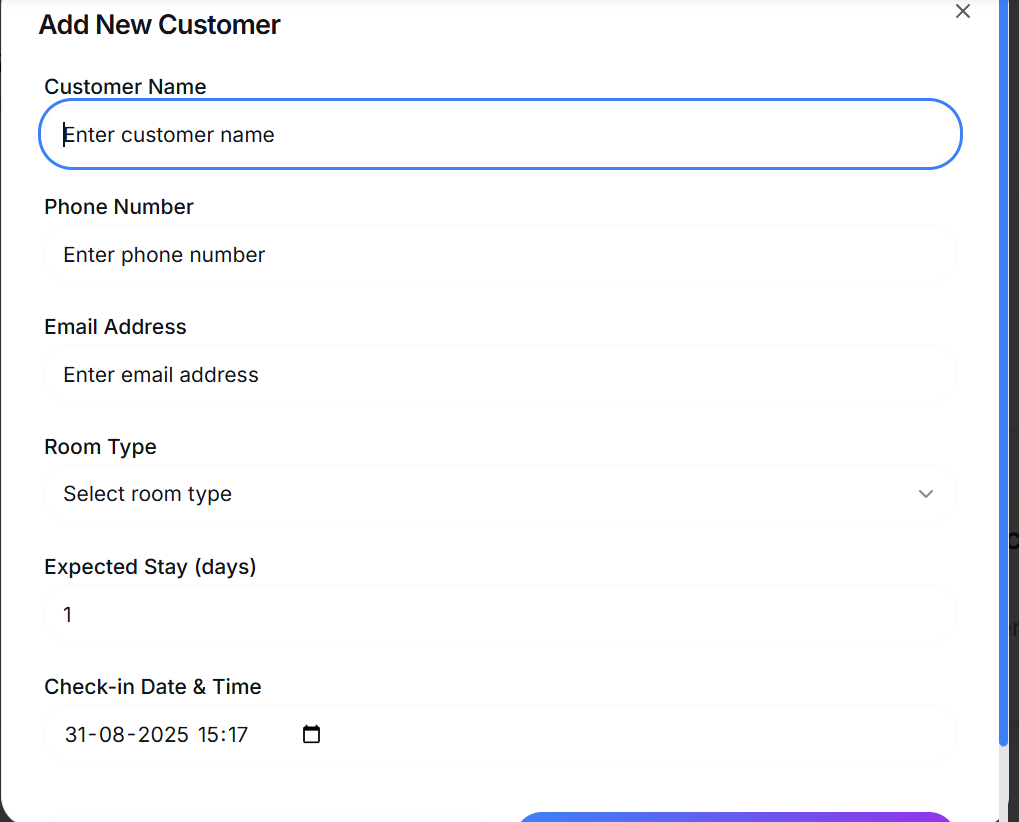 Add New Customer
Customer Name
Enter customer name
Phone Number
Enter phone number
Email Address
Enter email address
Room Type
Select room type
Expected Stay (days)
1
Check-in Date & Time
31-08-2025 15:17